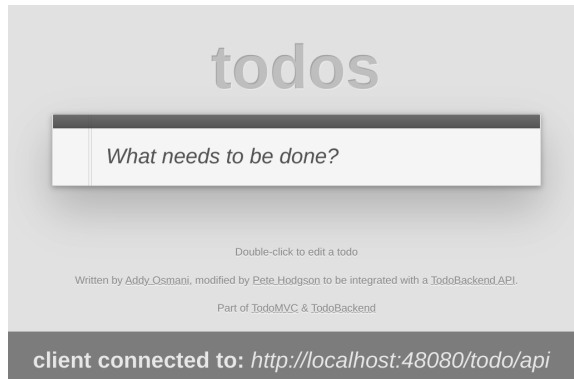 todos
What needs to be done?
Double-click to edit a todo
Written by Addy Osmani, modified by Pete Hodgson to be integrated with a TodoBackend API.
Part of TodoMVC & TodoBackend
client connected to: http://localhost:48080/todo/api